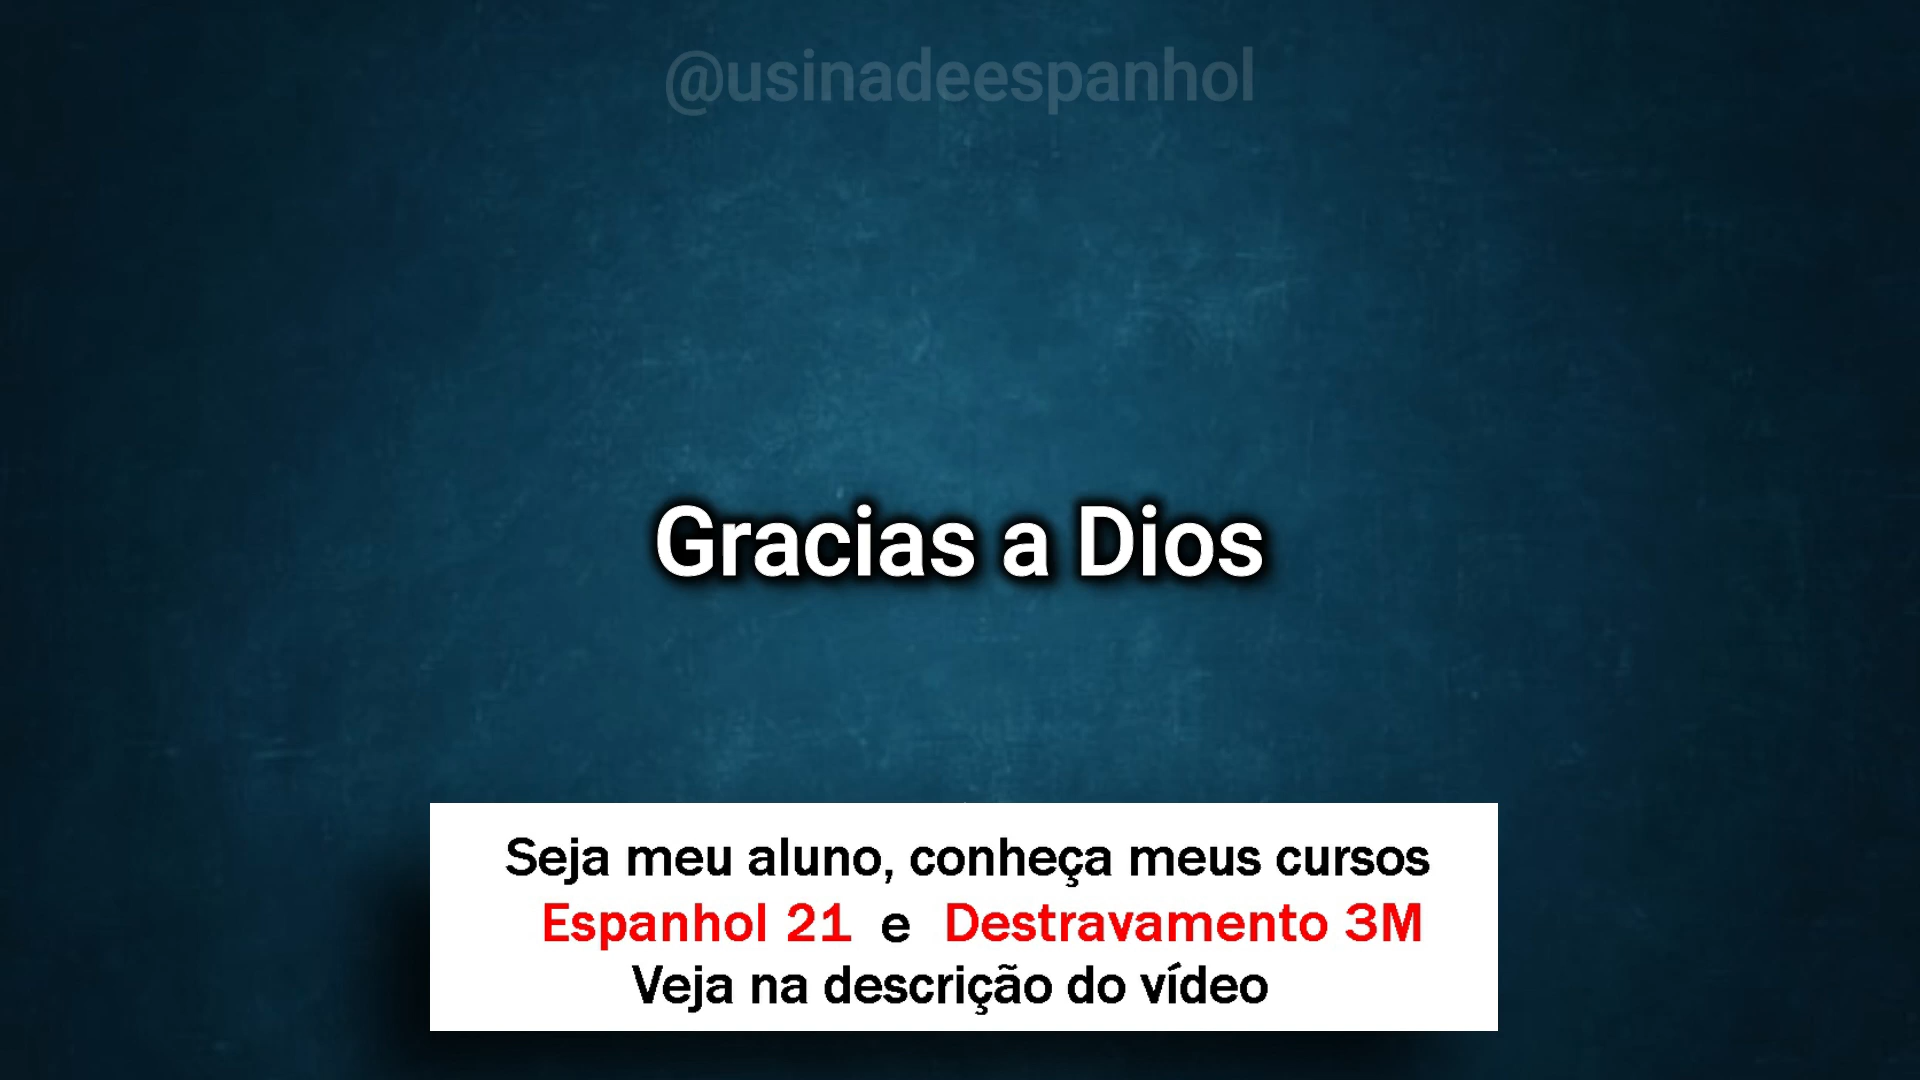 @usinadeespanhol
Gracias a Dios
Seja meu aluno, conheça meus cursos
Espanhol 21 e Destravamento 3M
Veja na descrição do vídeo